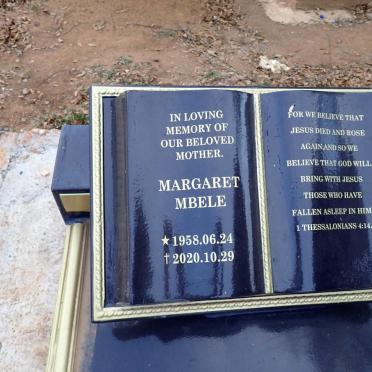 IN LOVING
MEMORY OF
OUR BELOVED
MOTHER.
MARGARET
MBELE
★1958.06.24
†2020.10.29
FOR WE BELIEVE THAT
JESUS DIED AND ROSE
AGAIN AND SO WE
BELIEVE THAT GOD WILL
BRING WITH JESUS
THOSE WHO HAVE
FALLEN ASLEEP IN HIM
1 THESSALONIANS 4:14.